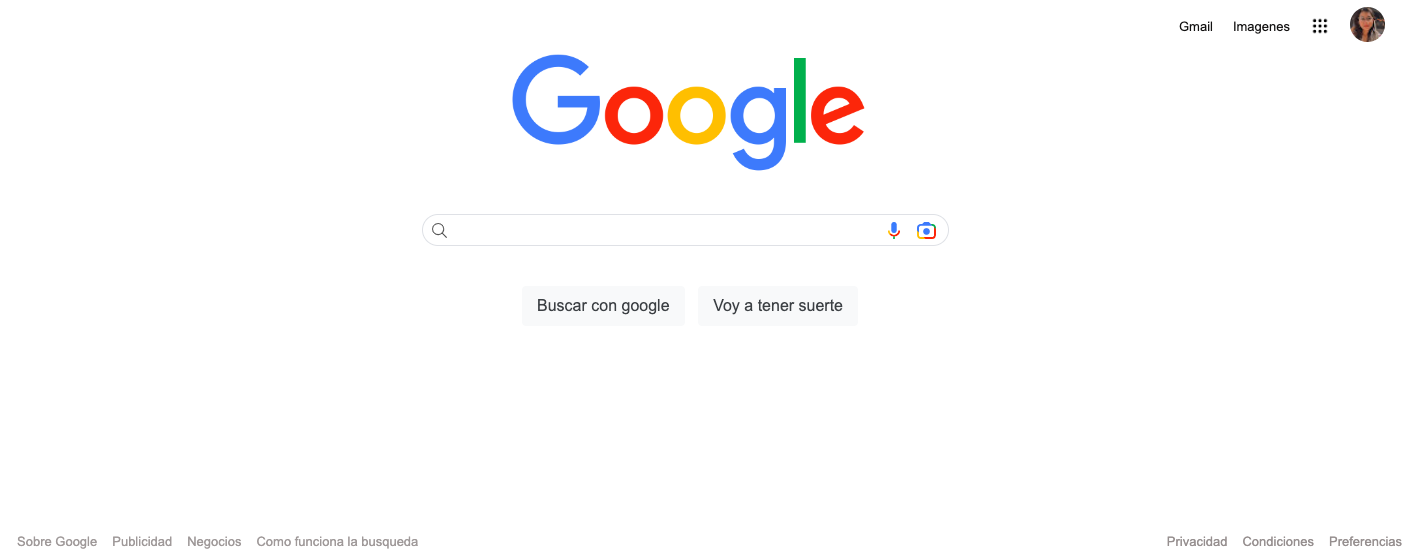 Gmail Imagenes
Google
Buscar con google Voy a tener suerte
Sobre Google Publicidad Negocios Como funciona la busqueda Privacidad Condiciones Preferencias